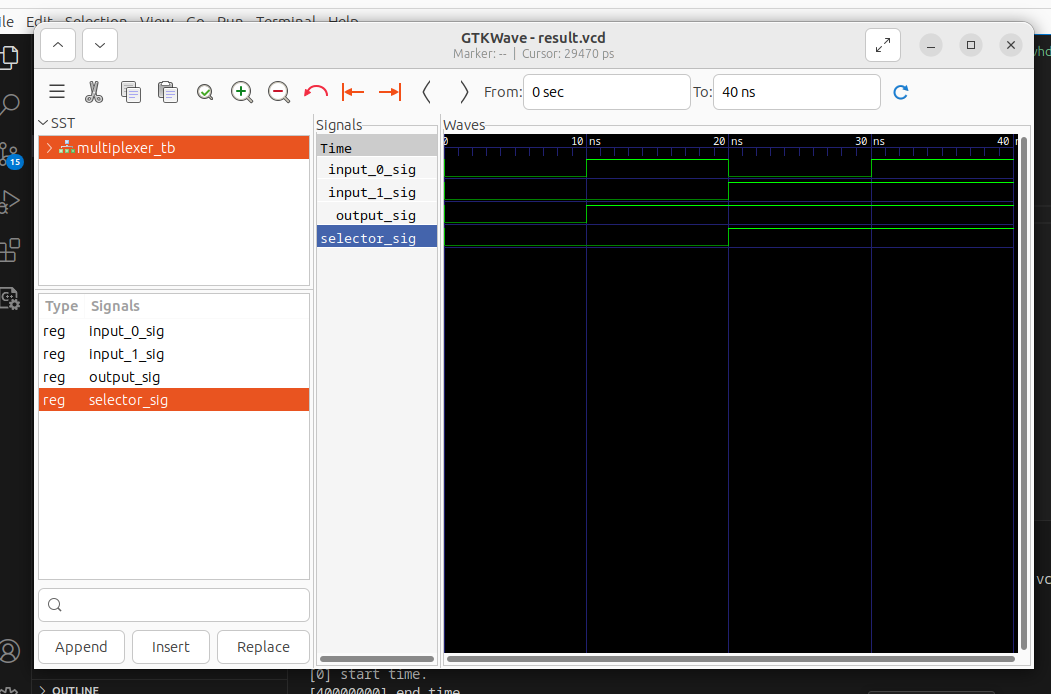 Edit Selection View Go Run Terminal Help
GTKWave - result.vcd
Marker: -- | Cursor: 29470 ps
From: 0 sec To: 40 ns
SST
multiplexer_tb
15
Type Signals
reg input_0_sig
reg input_1_sig
reg output_sig
reg selector_sig
Append Insert Replace
Signals
Time
input_0_sig
input_1_sig
output_sig
selector_sig
Waves
0 10 ns 20 ns 30 ns 40
OUTLINE
[0] start time.
[40000000] end time